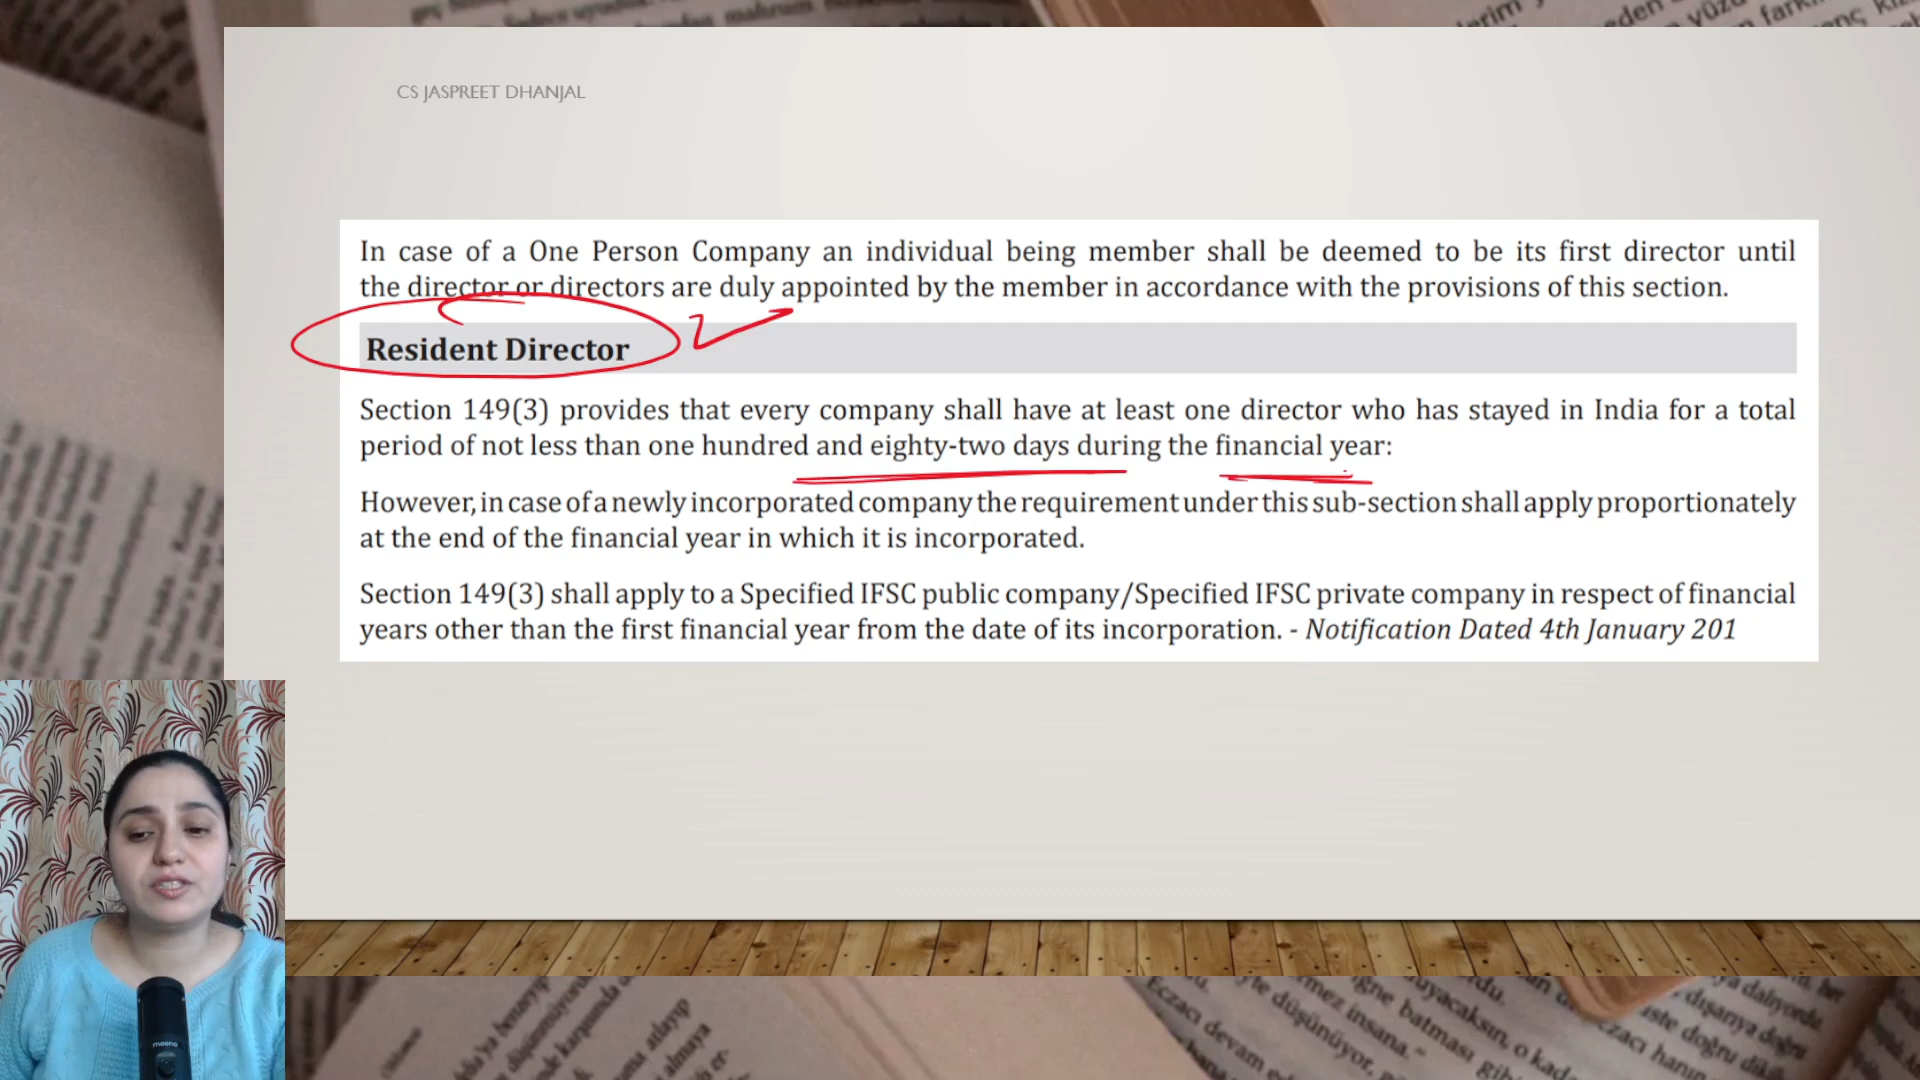 CS JASPREET DHANJAL
In case of a One Person Company an individual being member shall be deemed to be its first director until
the director or directors are duly appointed by the member in accordance with the provisions of this section.
Resident Director
Section 149(3) provides that every company shall have at least one director who has stayed in India for a total
period of not less than one hundred and eighty-two days during the financial year:
However, in case of a newly incorporated company the requirement under this sub-section shall apply proportionately
at the end of the financial year in which it is incorporated.
Section 149(3) shall apply to a Specified IFSC public company/Specified IFSC private company in respect of financial
years other than the first financial year from the date of its incorporation. - Notification Dated 4th January 201
maono